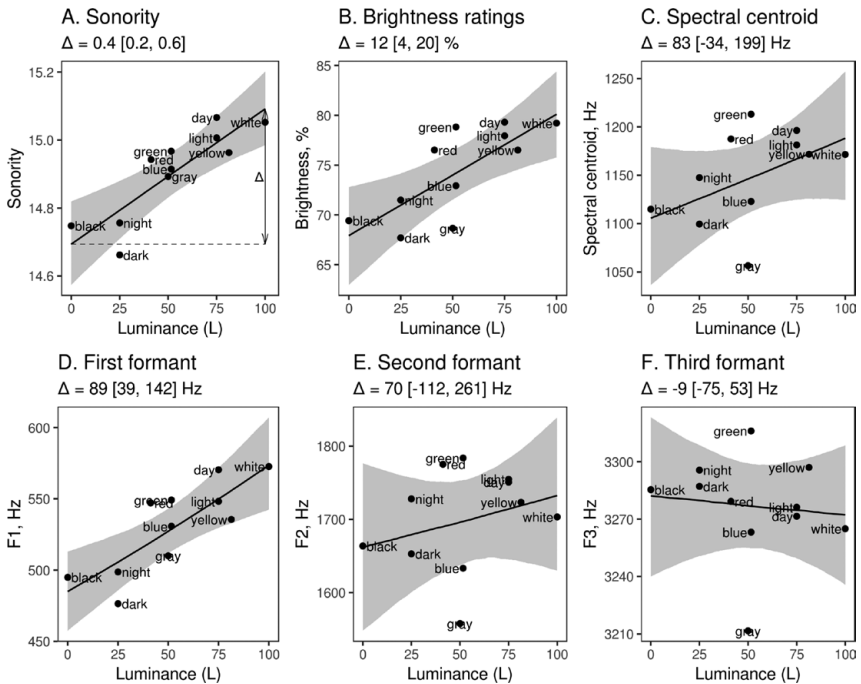 A. Sonority
Δ = 0.4 [0.2, 0.6]
15.2
15.0
14.8
14.6
Sonority
day
light
white
green
red
yellow
blue
gray
Δ
black
night
dark
0 25 50 75 100
Luminance (L)
B. Brightness ratings
Δ = 12 [4, 20] %
85
80
75
70
65
Brightness, %
green
day
white
light
red
yellow
blue
night
black
gray
dark
0 25 50 75 100
Luminance (L)
C. Spectral centroid
Δ = 83 [-34, 199] Hz
1250
1200
1150
1100
1050
Spectral centroid, Hz
green
day
red
light
yellow
white
night
blue
black
dark
gray
0 25 50 75 100
Luminance (L)
D. First formant
Δ = 89 [39, 142] Hz
600
550
500
450
F1, Hz
day
white
green
red
light
yellow
blue
gray
night
black
dark
0 25 50 75 100
Luminance (L)
E. Second formant
Δ = 70 [-112, 261] Hz
1800
1700
1600
F2, Hz
green
red
light
day
night
yellow
white
black
dark
blue
gray
0 25 50 75 100
Luminance (L)
F. Third formant
Δ = -9 [-75, 53] Hz
3300
3270
3240
3210
F3, Hz
green
night
yellow
dark
black
red
light
day
blue
white
gray
0 25 50 75 100
Luminance (L)